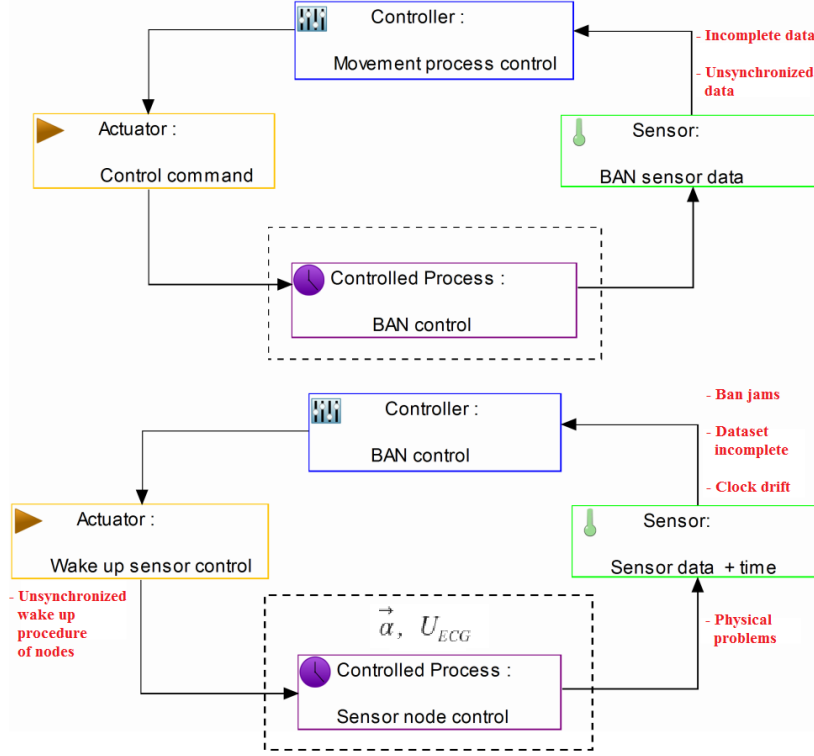 Controller :
Movement process control
- Incomplete data
- Unsynchronized
data
Actuator :
Control command
Sensor:
BAN sensor data
Controlled Process :
BAN control
Controller :
BAN control
- Ban jams
- Dataset
incomplete
- Clock drift
Actuator :
Wake up sensor control
Sensor:
Sensor data + time
- Unsynchronized
wake up
procedure
of nodes
- Physical
problems
α⃗, U_ECG
Controlled Process :
Sensor node control